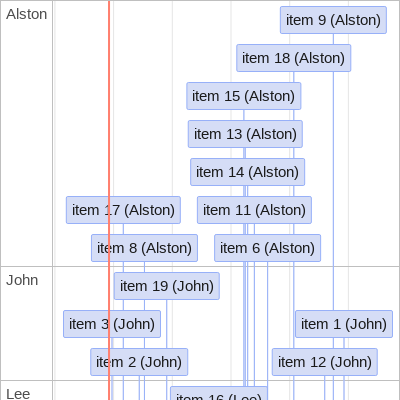 Alston
item 9 (Alston)
item 18 (Alston)
item 15 (Alston)
item 13 (Alston)
item 14 (Alston)
item 17 (Alston)
item 11 (Alston)
item 8 (Alston)
item 6 (Alston)
John
item 19 (John)
item 3 (John)
item 1 (John)
item 2 (John)
item 12 (John)
Lee
item 16 (Lee)